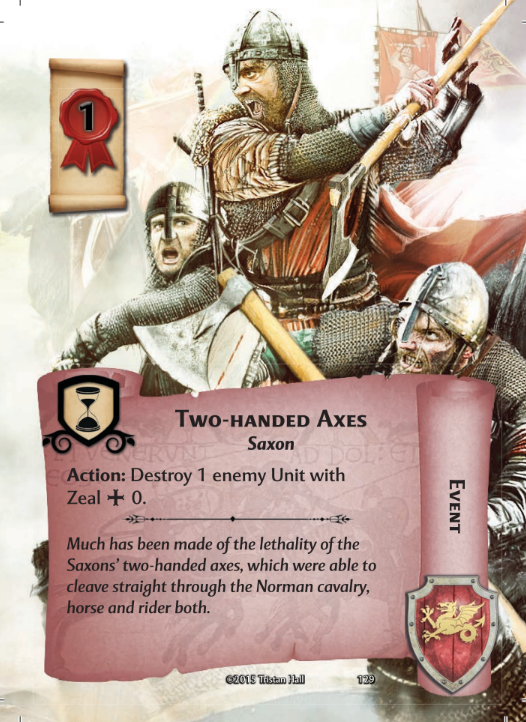 1
Two-handed Axes
Saxon
Action: Destroy 1 enemy Unit with
Zeal ✚ 0.
Much has been made of the lethality of the
Saxons' two-handed axes, which were able to
cleave straight through the Norman cavalry,
horse and rider both.
Event
©2015 Tristan Hall
129